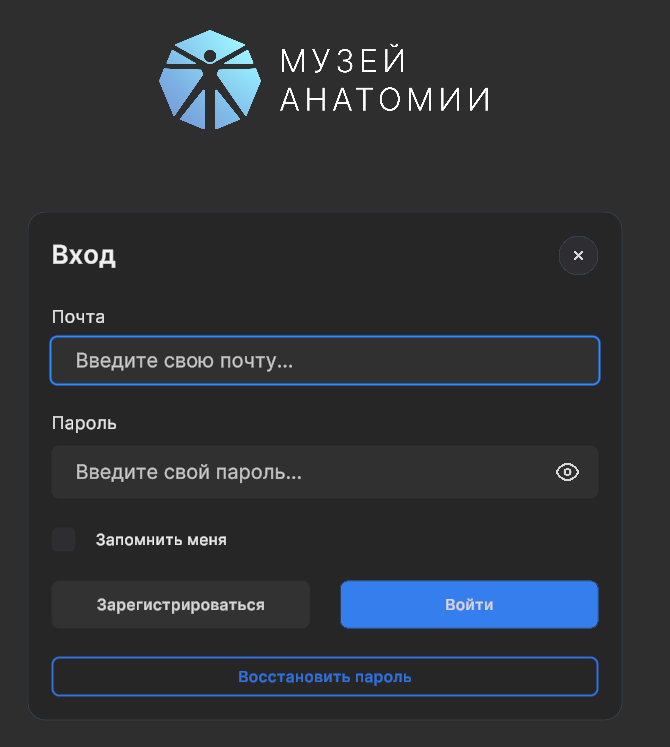 МУЗЕЙ
АНАТОМИИ
Вход
Почта
Введите свою почту...
Пароль
Введите свой пароль...
Запомнить меня
Зарегистрироваться
Войти
Восстановить пароль